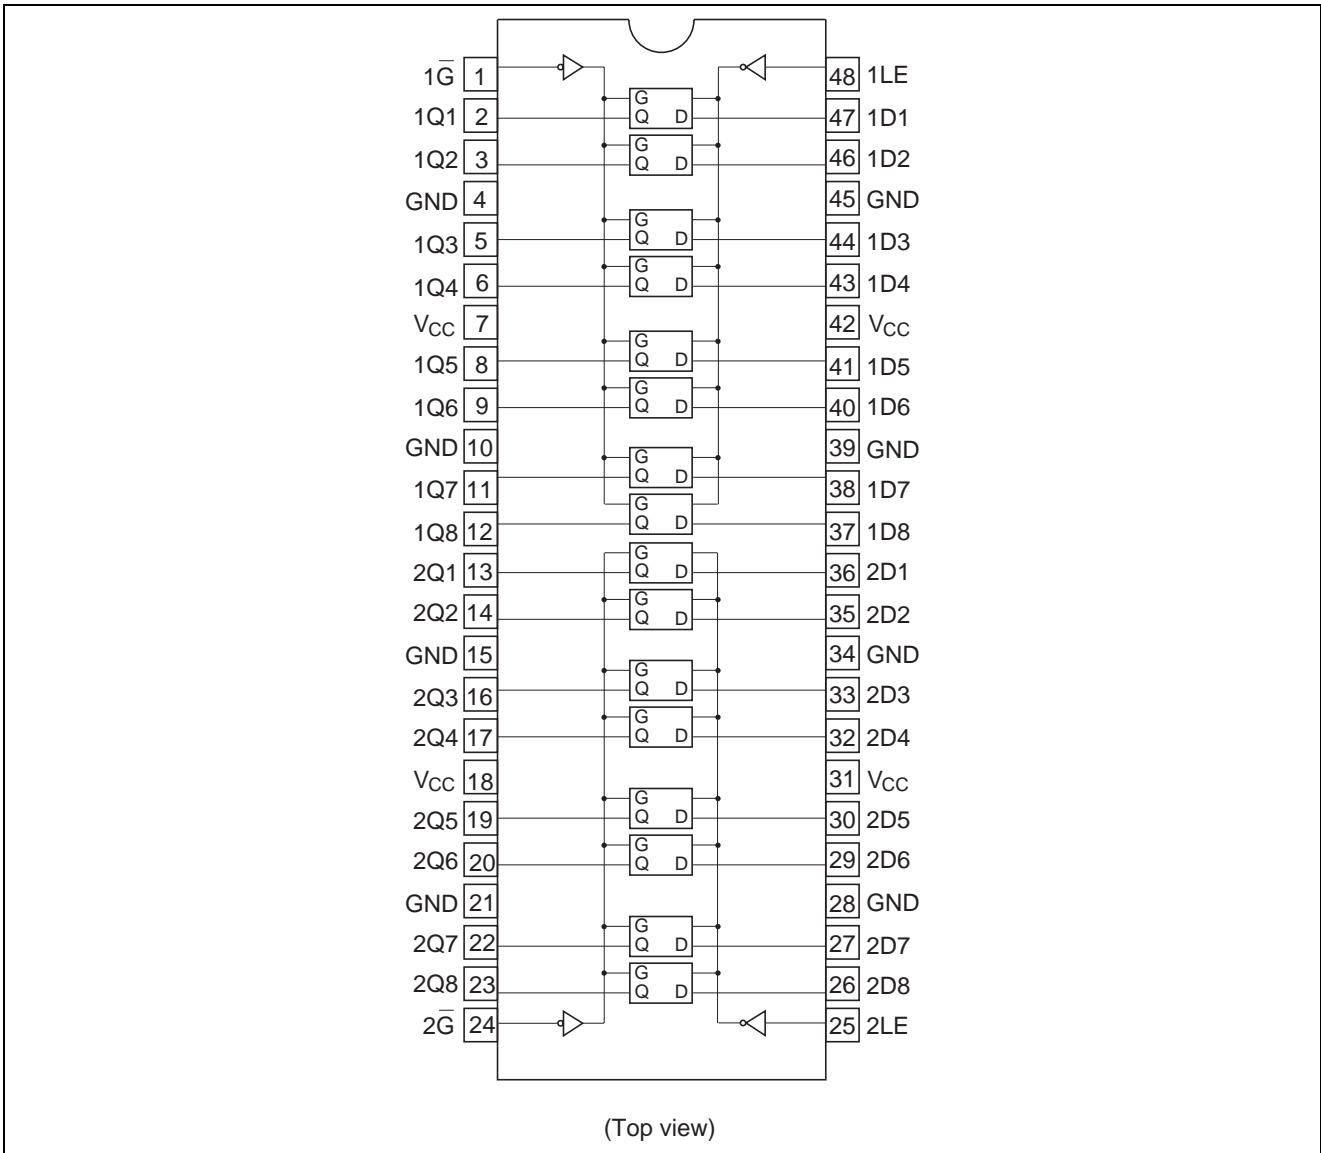 1G̅ 1 48 1LE
G
1Q1 2 Q D 47 1D1
G
1Q2 3 Q D 46 1D2
GND 4 45 GND
G
1Q3 5 Q D 44 1D3
G
1Q4 6 Q D 43 1D4
VCC 7 42 VCC
G
1Q5 8 Q D 41 1D5
G
1Q6 9 Q D 40 1D6
GND 10 39 GND
G
1Q7 11 Q D 38 1D7
G
1Q8 12 Q D 37 1D8
G
2Q1 13 Q D 36 2D1
G
2Q2 14 Q D 35 2D2
GND 15 34 GND
G
2Q3 16 Q D 33 2D3
G
2Q4 17 Q D 32 2D4
VCC 18 31 VCC
G
2Q5 19 Q D 30 2D5
G
2Q6 20 Q D 29 2D6
GND 21 28 GND
G
2Q7 22 Q D 27 2D7
G
2Q8 23 Q D 26 2D8
2G̅ 24 25 2LE
(Top view)